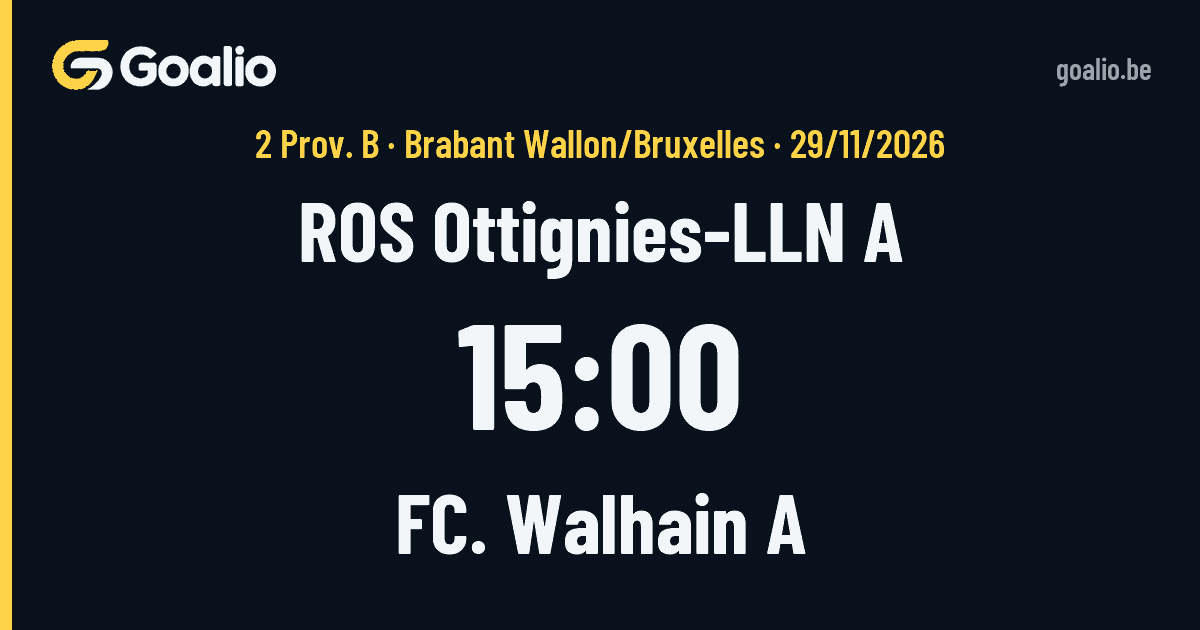 Goalio
goalio.be
2 Prov. B · Brabant Wallon/Bruxelles · 29/11/2026
ROS Ottignies-LLN A
15:00
FC. Walhain A